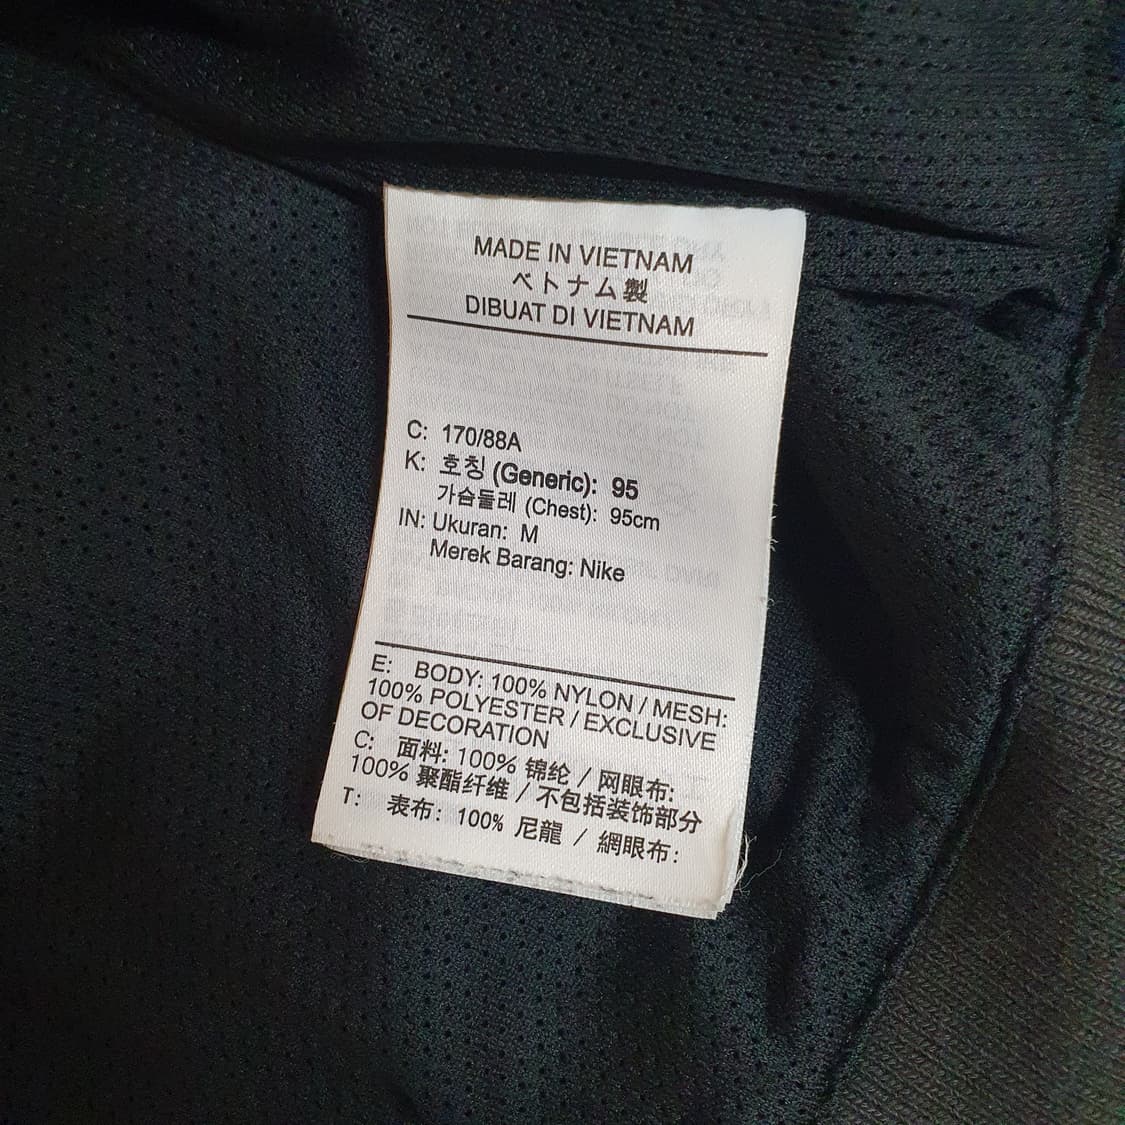 MADE IN VIETNAM
ベトナム製
DIBUAT DI VIETNAM
C: 170/88A
K: 호칭 (Generic): 95
가슴둘레 (Chest): 95cm
IN: Ukuran: M
Merek Barang: Nike
E: BODY: 100% NYLON / MESH:
100% POLYESTER / EXCLUSIVE
OF DECORATION
C: 面料: 100% 锦纶 / 网眼布:
100% 聚酯纤维 / 不包括装饰部分
T: 表布: 100% 尼龍 / 網眼布: